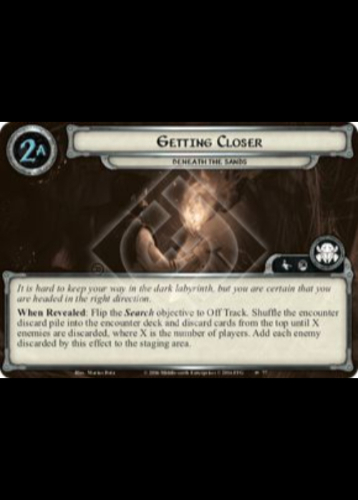 2A
GETTING CLOSER
BENEATH THE SANDS
It is hard to keep your way in the dark labyrinth, but you are certain that you
are headed in the right direction.
When Revealed: Flip the Search objective to Off Track. Shuffle the encounter
discard pile into the encounter deck and discard cards from the top until X
enemies are discarded, where X is the number of players. Add each enemy
discarded by this effect to the staging area.